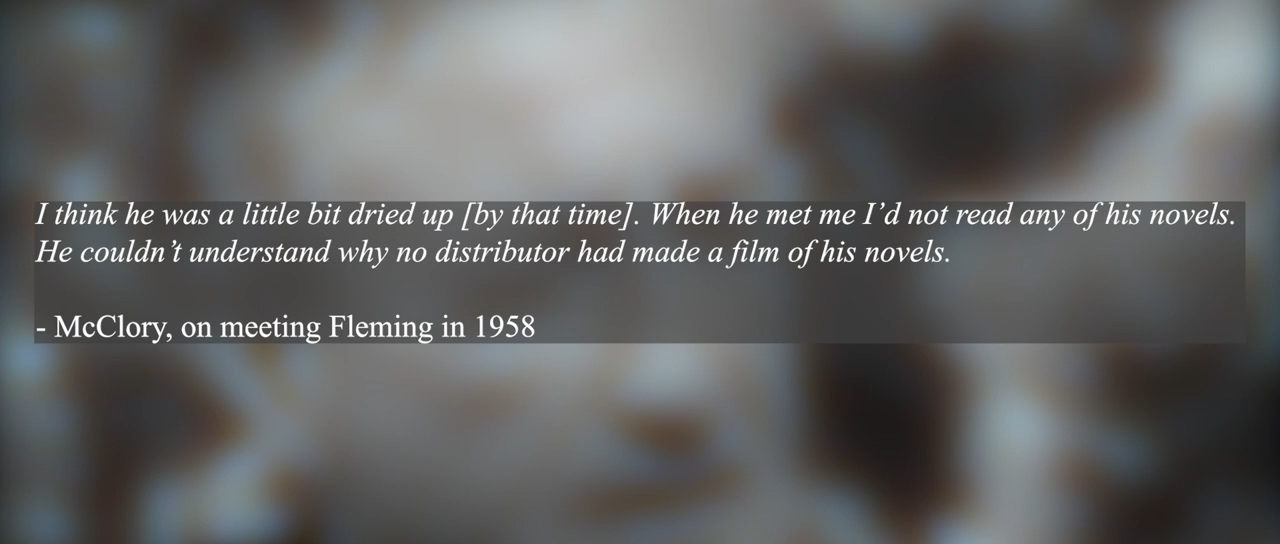 I think he was a little bit dried up [by that time]. When he met me I’d not read any of his novels.
He couldn’t understand why no distributor had made a film of his novels.
- McClory, on meeting Fleming in 1958